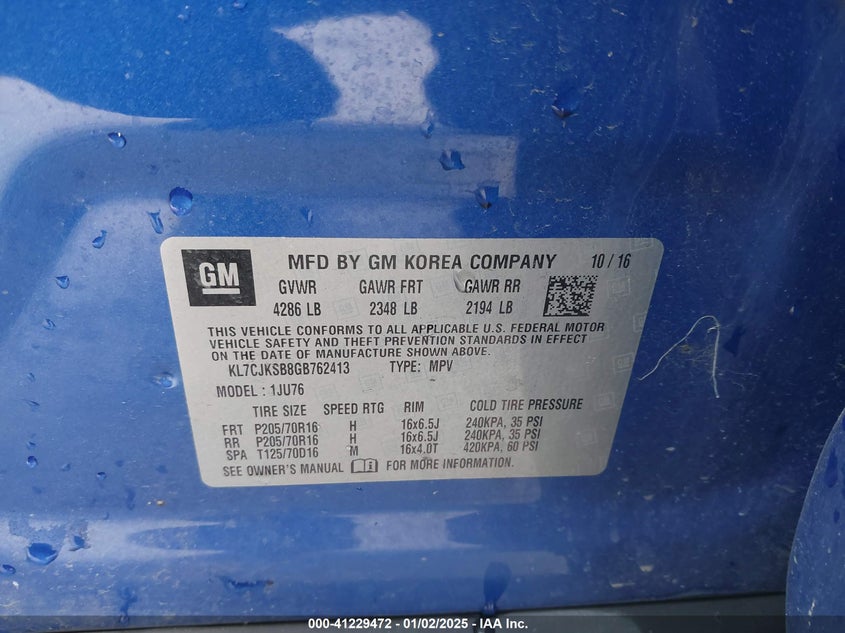 GM
MFD BY GM KOREA COMPANY 10 / 16
GVWR GAWR FRT GAWR RR
4286 LB 2348 LB 2194 LB
THIS VEHICLE CONFORMS TO ALL APPLICABLE U.S. FEDERAL MOTOR
VEHICLE SAFETY AND THEFT PREVENTION STANDARDS IN EFFECT
ON THE DATE OF MANUFACTURE SHOWN ABOVE.
KL7CJKSB8GB762413 TYPE: MPV
MODEL : 1JU76
TIRE SIZE SPEED RTG RIM COLD TIRE PRESSURE
FRT P205/70R16 H 16x6.5J 240KPA, 35 PSI
RR P205/70R16 H 16x6.5J 240KPA, 35 PSI
SPA T125/70D16 M 16x4.0T 420KPA, 60 PSI
SEE OWNER'S MANUAL FOR MORE INFORMATION.
000-41229472 - 01/02/2025 - IAA Inc.